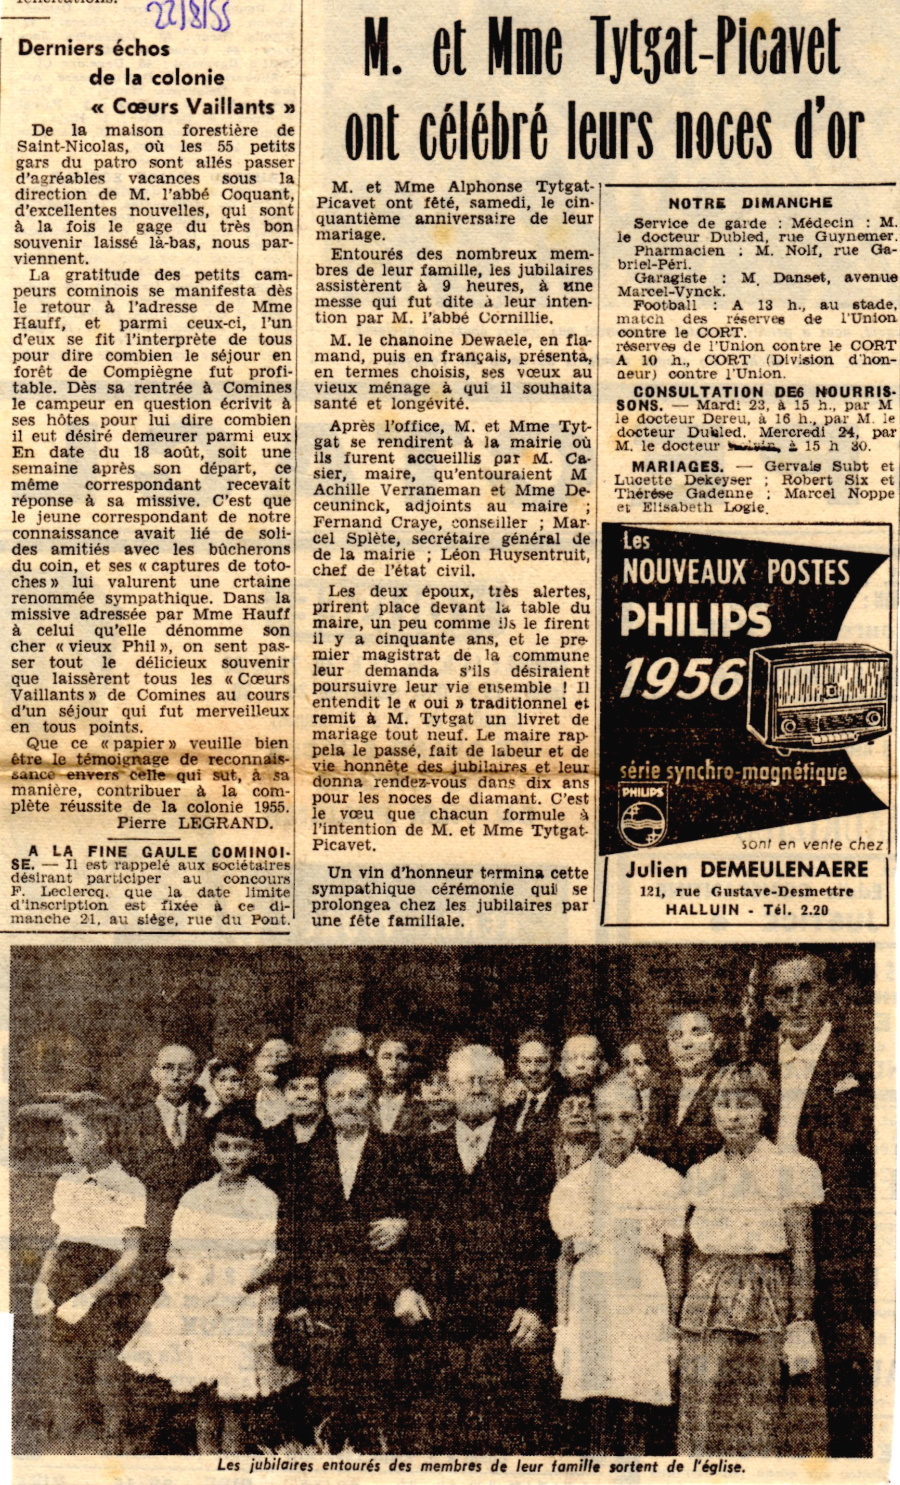 félicitations.
22/8/55
Derniers échos
de la colonie
« Cœurs Vaillants »
De la maison forestière de
Saint-Nicolas, où les 55 petits
gars du patro sont allés passer
d'agréables vacances sous la
direction de M. l'abbé Coquant,
d'excellentes nouvelles, qui sont
à la fois le gage du très bon
souvenir laissé là-bas, nous par-
viennent.
La gratitude des petits cam-
peurs cominois se manifesta dès
le retour à l'adresse de Mme
Hauff, et parmi ceux-ci, l'un
d'eux se fit l'interprète de tous
pour dire combien le séjour en
forêt de Compiègne fut profi-
table. Dès sa rentrée à Comines
le campeur en question écrivit à
ses hôtes pour lui dire combien
il eut désiré demeurer parmi eux
En date du 18 août, soit une
semaine après son départ, ce
même correspondant recevait
réponse à sa missive. C'est que
le jeune correspondant de notre
connaissance avait lié de soli-
des amitiés avec les bûcherons
du coin, et ses « captures de toto-
ches » lui valurent une crtaine
renommée sympathique. Dans la
missive adressée par Mme Hauff
à celui qu'elle dénomme son
cher « vieux Phil », on sent pas-
ser tout le délicieux souvenir
que laissèrent tous les « Cœurs
Vaillants » de Comines au cours
d'un séjour qui fut merveilleux
en tous points.
Que ce « papier » veuille bien
être le témoignage de reconnais-
sance envers celle qui sut, à sa
manière, contribuer à la com-
plète réussite de la colonie 1955.
Pierre LEGRAND.
A LA FINE GAULE COMINOI-
SE. — Il est rappelé aux sociétaires
désirant participer au concours
F. Leclercq, que la date limite
d'inscription est fixée à ce di-
manche 21, au siège, rue du Pont.
M. et Mme Tytgat-Picavet
ont célébré leurs noces d'or
M. et Mme Alphonse Tytgat-
Picavet ont fêté, samedi, le cin-
quantième anniversaire de leur
mariage.
Entourés des nombreux mem-
bres de leur famille, les jubilaires
assistèrent à 9 heures, à une
messe qui fut dite à leur inten-
tion par M. l'abbé Cornillie.
M. le chanoine Dewaele, en fla-
mand, puis en français, présenta,
en termes choisis, ses vœux au
vieux ménage à qui il souhaita
santé et longévité.
Après l'office, M. et Mme Tyt-
gat se rendirent à la mairie où
ils furent accueillis par M. Ca-
sier, maire, qu'entouraient M
Achille Verraneman et Mme De-
ceuninck, adjoints au maire ;
Fernand Craye, conseiller ; Mar-
cel Splète, secrétaire général de
de la mairie ; Léon Huysentruit,
chef de l'état civil.
Les deux époux, très alertes,
prirent place devant la table du
maire, un peu comme ils le firent
il y a cinquante ans, et le pre-
mier magistrat de la commune
leur demanda s'ils désiraient
poursuivre leur vie ensemble ! Il
entendit le « oui » traditionnel et
remit à M. Tytgat un livret de
mariage tout neuf. Le maire rap-
pela le passé, fait de labeur et de
vie honnête des jubilaires et leur
donna rendez-vous dans dix ans
pour les noces de diamant. C'est
le vœu que chacun formule à
l'intention de M. et Mme Tytgat-
Picavet.
Un vin d'honneur termina cette
sympathique cérémonie qui se
prolongea chez les jubilaires par
une fête familiale.
NOTRE DIMANCHE
Service de garde : Médecin : M.
le docteur Dubled, rue Guynemer.
Pharmacien : M. Nolf, rue Ga-
briel-Péri.
Garagiste : M. Danset, avenue
Marcel-Vynck.
Football : A 13 h., au stade,
match des réserves de l'Union
contre le CORT.
réserves de l'Union contre le CORT
A 10 h., CORT (Division d'hon-
neur) contre l'Union.
CONSULTATION DES NOURRIS-
SONS. — Mardi 23, à 15 h., par M
le docteur Dereu, à 16 h., par M. le
docteur Dubled. Mercredi 24, par
M. le docteur à 15 h 30.
MARIAGES. — Gervais Subt et
Lucette Dekeyser ; Robert Six et
Thérèse Gadenne ; Marcel Noppe
et Elisabeth Logie.
Les
NOUVEAUX POSTES
PHILIPS
1956
série synchro-magnétique
PHILIPS
sont en vente chez
Julien DEMEULENAERE
121, rue Gustave-Desmettre
HALLUIN - Tél. 2.20
Les jubilaires entourés des membres de leur famille sortent de l'église.